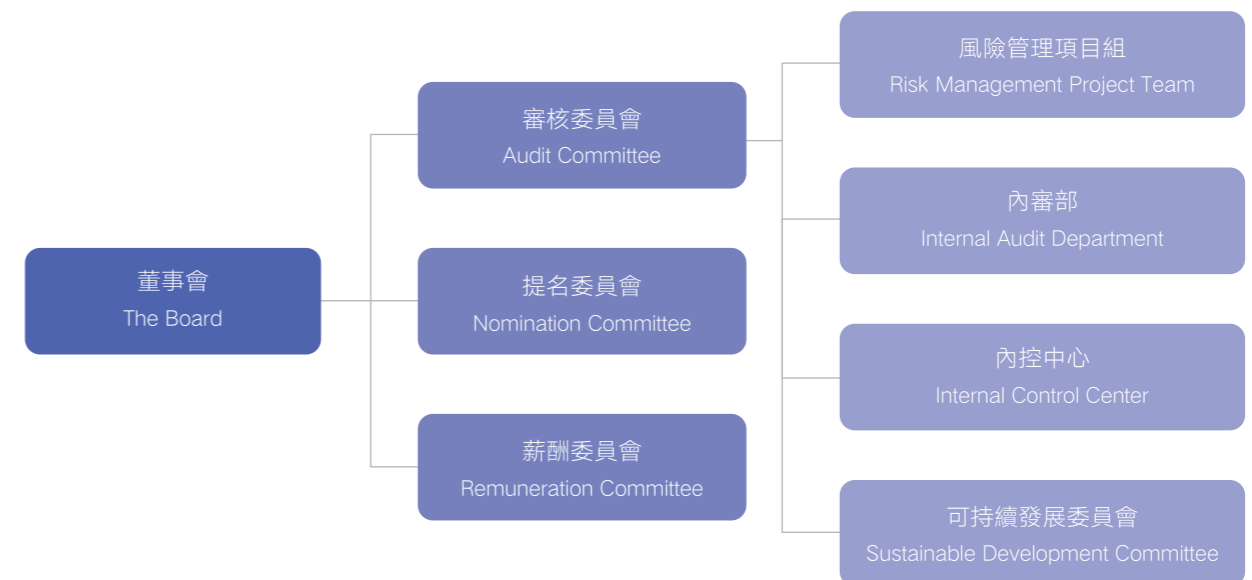 董事會
The Board
審核委員會
Audit Committee
提名委員會
Nomination Committee
薪酬委員會
Remuneration Committee
風險管理項目組
Risk Management Project Team
內審部
Internal Audit Department
內控中心
Internal Control Center
可持續發展委員會
Sustainable Development Committee